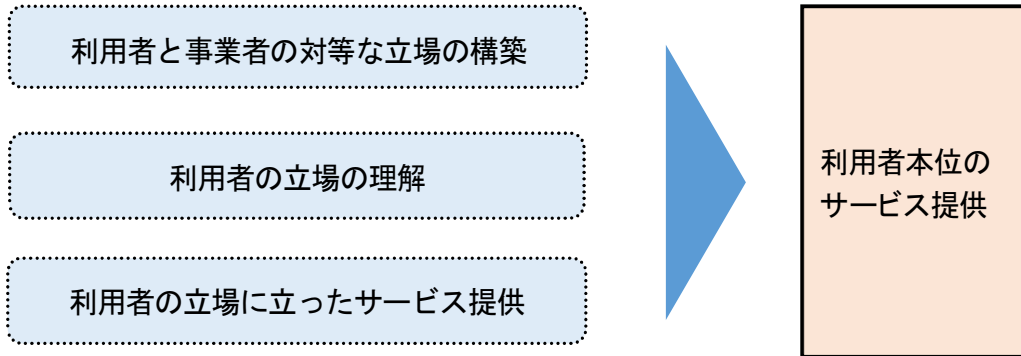 利用者と事業者の対等な立場の構築
利用者の立場の理解
利用者の立場に立ったサービス提供
利用者本位の
サービス提供